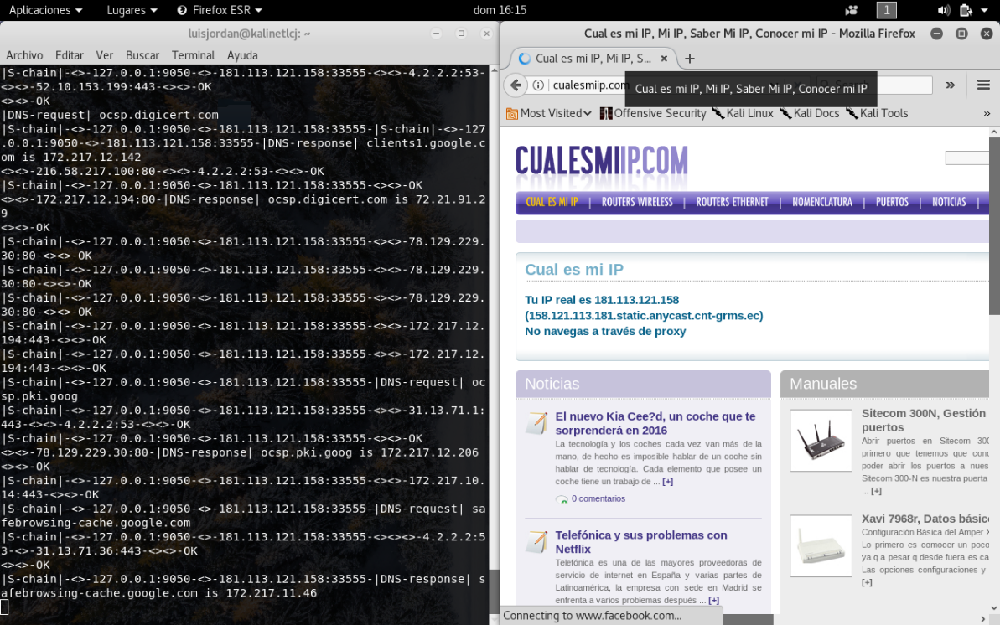 Aplicaciones
Lugares
Firefox ESR
dom 16:15
1
luisjordan@kalinetlcj: ~
Archivo Editar Ver Buscar Terminal Ayuda
|S-chain|-<>-127.0.0.1:9050-<>-181.113.121.158:33555-<><>-4.2.2.2:53-
<><>-52.10.153.199:443-<><>-OK
<><>-OK
|DNS-request| ocsp.digicert.com
|S-chain|-<>-127.0.0.1:9050-<>-181.113.121.158:33555-|S-chain|-<>-127
.0.0.1:9050-<>-181.113.121.158:33555-|DNS-response| clients1.google.c
om is 172.217.12.142
<><>-216.58.217.100:80-<><>-4.2.2.2:53-<><>-OK
|S-chain|-<>-127.0.0.1:9050-<>-181.113.121.158:33555-<><>-OK
<><>-172.217.12.194:80-|DNS-response| ocsp.digicert.com is 72.21.91.2
9
<><>-OK
|S-chain|-<>-127.0.0.1:9050-<>-181.113.121.158:33555-<><>-78.129.229.
30:80-<><>-OK
|S-chain|-<>-127.0.0.1:9050-<>-181.113.121.158:33555-<><>-78.129.229.
30:80-<><>-OK
|S-chain|-<>-127.0.0.1:9050-<>-181.113.121.158:33555-<><>-78.129.229.
30:80-<><>-OK
|S-chain|-<>-127.0.0.1:9050-<>-181.113.121.158:33555-<><>-172.217.12.
194:443-<><>-OK
|S-chain|-<>-127.0.0.1:9050-<>-181.113.121.158:33555-<><>-172.217.12.
194:443-<><>-OK
|S-chain|-<>-127.0.0.1:9050-<>-181.113.121.158:33555-|DNS-request| oc
sp.pki.goog
|S-chain|-<>-127.0.0.1:9050-<>-181.113.121.158:33555-<><>-31.13.71.1:
443-<><>-4.2.2.2:53-<><>-OK
|S-chain|-<>-127.0.0.1:9050-<>-181.113.121.158:33555-<><>-OK
<><>-78.129.229.30:80-|DNS-response| ocsp.pki.goog is 172.217.12.206
<><>-OK
|S-chain|-<>-127.0.0.1:9050-<>-181.113.121.158:33555-<><>-172.217.10.
14:443-<><>-OK
|S-chain|-<>-127.0.0.1:9050-<>-181.113.121.158:33555-|DNS-request| sa
febrowsing-cache.google.com
|S-chain|-<>-127.0.0.1:9050-<>-181.113.121.158:33555-<><>-4.2.2.2:5
3-<>-31.13.71.36:443-<><>-OK
<><>-OK
|S-chain|-<>-127.0.0.1:9050-<>-181.113.121.158:33555-|DNS-response| s
afebrowsing-cache.google.com is 172.217.11.46
Cual es mi IP, Mi IP, Saber Mi IP, Conocer mi IP - Mozilla Firefox
Cual es mi IP, Mi IP, S...
cualesmiip.com
Cual es mi IP, Mi IP, Saber Mi IP, Conocer mi IP
Most Visited
Offensive Security
Kali Linux
Kali Docs
Kali Tools
CUALESMIIP.COM
CUAL ES MI IP | ROUTERS WIRELESS | ROUTERS ETHERNET | NOMENCLATURA | PUERTOS | NOTICIAS |
Cual es mi IP
Tu IP real es 181.113.121.158
(158.121.113.181.static.anycast.cnt-grms.ec)
No navegas a través de proxy
Noticias
El nuevo Kia Cee?d, un coche que te
sorprenderá en 2016
La tecnología y los coches cada vez van más de la
mano, de hecho es imposible hablar de un coche sin
hablar de tecnología. Cada elemento que posee un
coche tiene un trabajo de ... [+]
0 comentarios
Telefónica y sus problemas con
Netflix
Telefónica es una de las mayores proveedoras de
servicio de internet en España y varias partes de
Latinoamérica, la empresa con sede en Madrid se
enfrenta a varios problemas después ... [+]
Manuales
Sitecom 300N, Gestión
puertos
Abrir puertos en Sitecom 300
primero que tenemos que cono
poder abrir los puertos a nues
Sitecom 300-N es nuestra puerta
... [+]
Xavi 7968r, Datos básico
Configuración Básica del Amper X
Lo primero es comocer un poco
ya q a pesar q desde fuera es ca
Las opciones configuraciones y
[+]
Connecting to www.facebook.com...